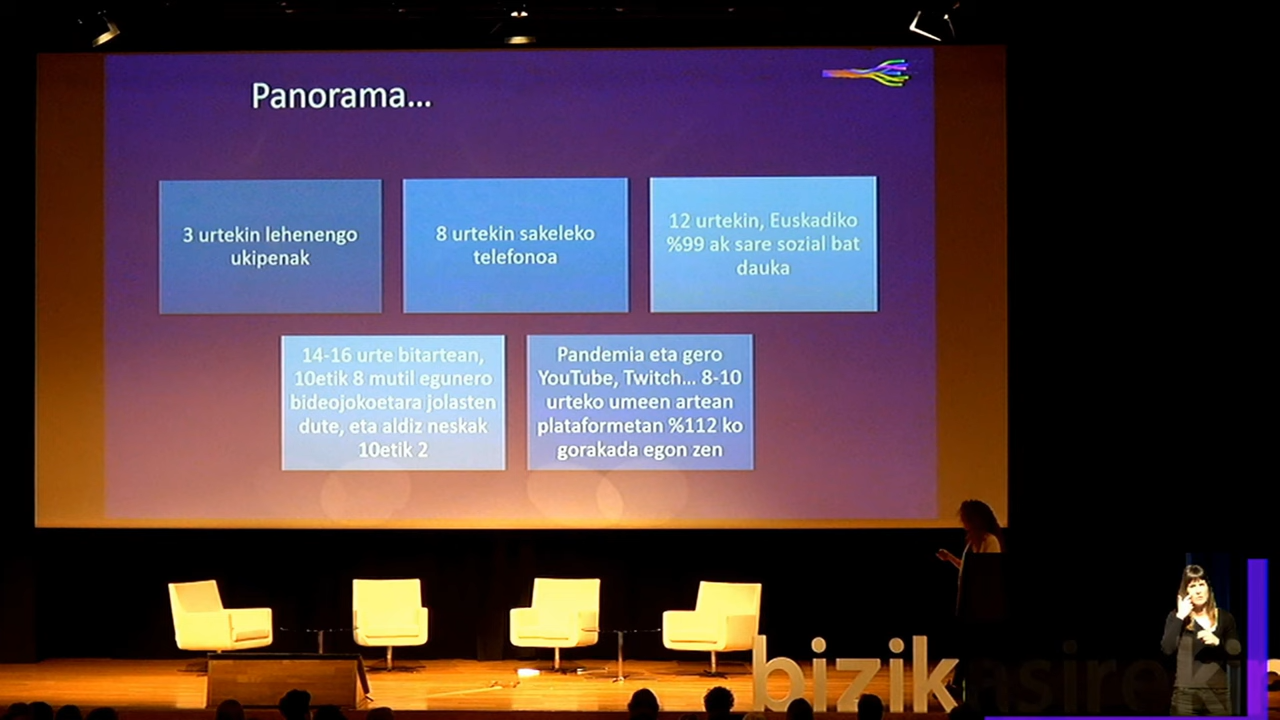 Panorama...
3 urtekin lehenengo
ukipenak
8 urtekin sakeleko
telefonoa
12 urtekin, Euskadiko
%99 ak sare sozial bat
dauka
14-16 urte bitartean,
10etik 8 mutil egunero
bideojokoetara jolasten
dute, eta aldiz neskak
10etik 2
Pandemia eta gero
YouTube, Twitch... 8-10
urteko umeen artean
plataformetan %112 ko
gorakada egon zen
bizikasirekin